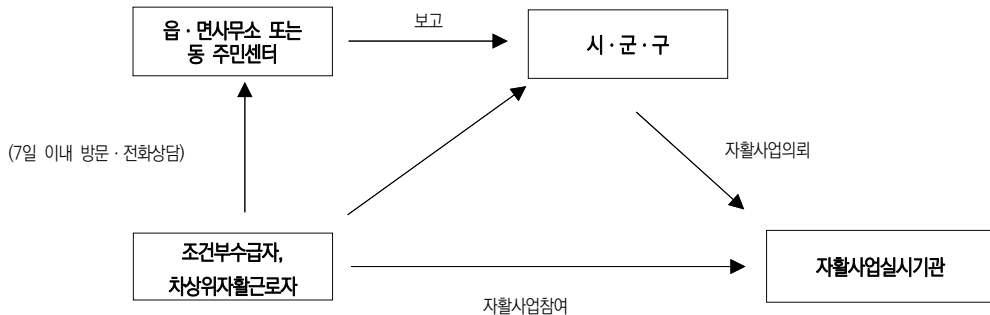 읍·면사무소 또는
동 주민센터
보고
시·군·구
(7일 이내 방문·전화상담)
자활사업의뢰
조건부수급자,
차상위자활근로자
자활사업실시기관
자활사업참여